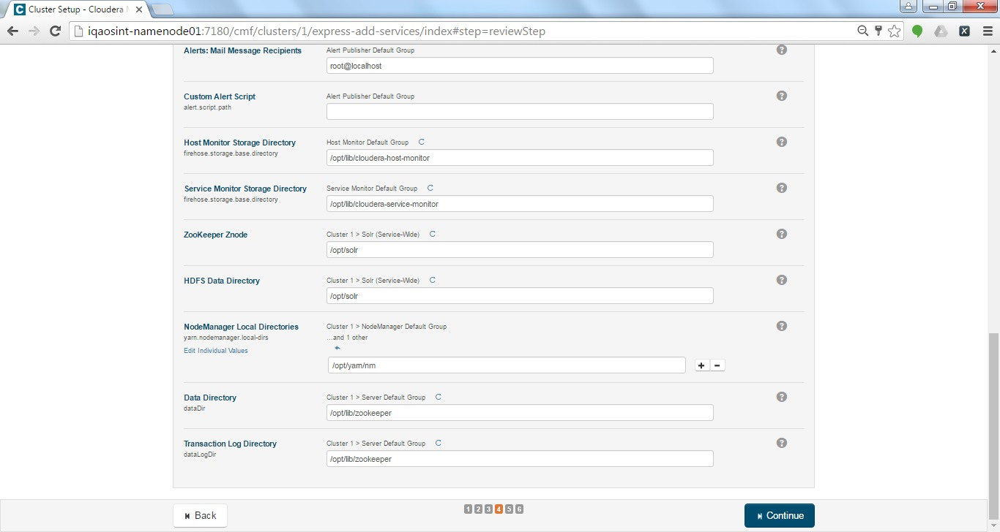 Cluster Setup - Cloudera
iqaosint-namenode01:7180/cmf/clusters/1/express-add-services/index#step=reviewStep
Alerts: Mail Message Recipients
Alert Publisher Default Group
root@localhost
Custom Alert Script
alert.script.path
Alert Publisher Default Group
Host Monitor Storage Directory
firehose.storage.base.directory
Host Monitor Default Group
/opt/lib/cloudera-host-monitor
Service Monitor Storage Directory
firehose.storage.base.directory
Service Monitor Default Group
/opt/lib/cloudera-service-monitor
ZooKeeper Znode
Cluster 1 > Solr (Service-Wide)
/opt/solr
HDFS Data Directory
Cluster 1 > Solr (Service-Wide)
/opt/solr
NodeManager Local Directories
yarn.nodemanager.local-dirs
Edit Individual Values
Cluster 1 > NodeManager Default Group
...and 1 other
/opt/yarn/nm
Data Directory
dataDir
Cluster 1 > Server Default Group
/opt/lib/zookeeper
Transaction Log Directory
dataLogDir
Cluster 1 > Server Default Group
/opt/lib/zookeeper
Back
1 2 3 4 5 6
Continue